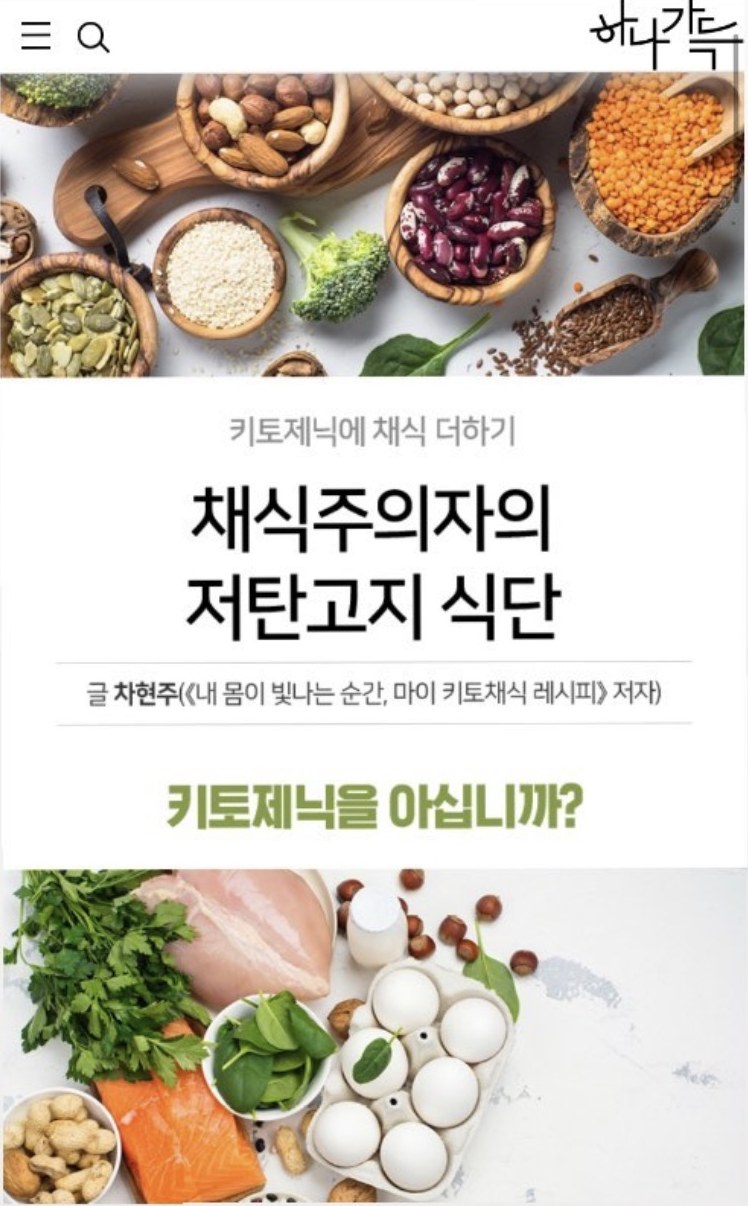 하나가득
키토제닉에 채식 더하기
채식주의자의
저탄고지 식단
글 차현주(《내 몸이 빛나는 순간, 마이 키토채식 레시피》 저자)
키토제닉을 아십니까?